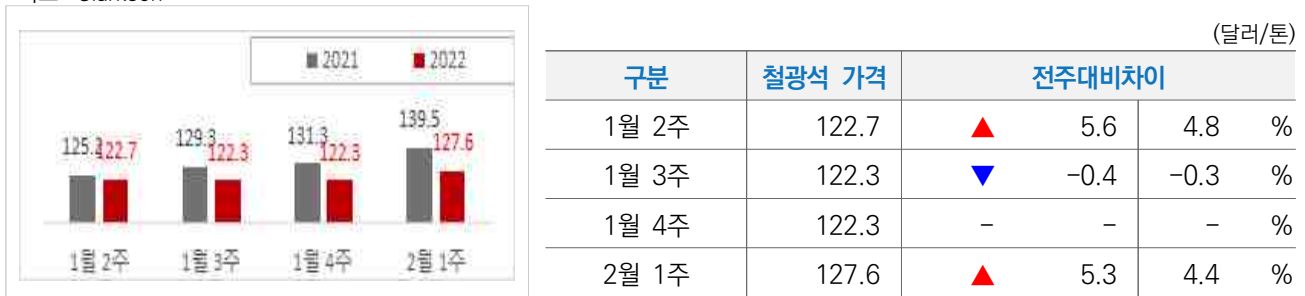 2021 2022
125.2 122.7 129.3 122.3 131.3 122.3 139.5 127.6
1월 2주 1월 3주 1월 4주 2월 1주
(달러/톤)
구분 철광석 가격 전주대비차이
1월 2주 122.7 ▲ 5.6 4.8 %
1월 3주 122.3 ▼ -0.4 -0.3 %
1월 4주 122.3 - - - %
2월 1주 127.6 ▲ 5.3 4.4 %